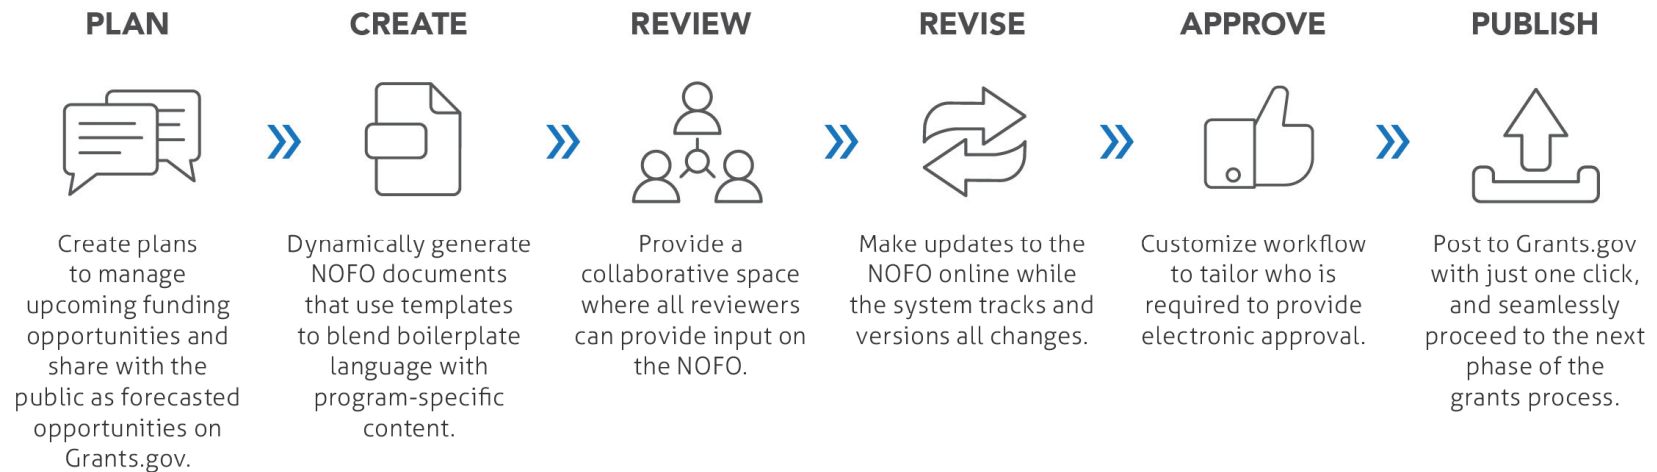 PLAN
Create plans
to manage
upcoming funding
opportunities and
share with the
public as forecasted
opportunities on
Grants.gov.
CREATE
Dynamically generate
NOFO documents
that use templates
to blend boilerplate
language with
program-specific
content.
REVIEW
Provide a
collaborative space
where all reviewers
can provide input on
the NOFO.
REVISE
Make updates to the
NOFO online while
the system tracks and
versions all changes.
APPROVE
Customize workflow
to tailor who is
required to provide
electronic approval.
PUBLISH
Post to Grants.gov
with just one click,
and seamlessly
proceed to the next
phase of the
grants process.